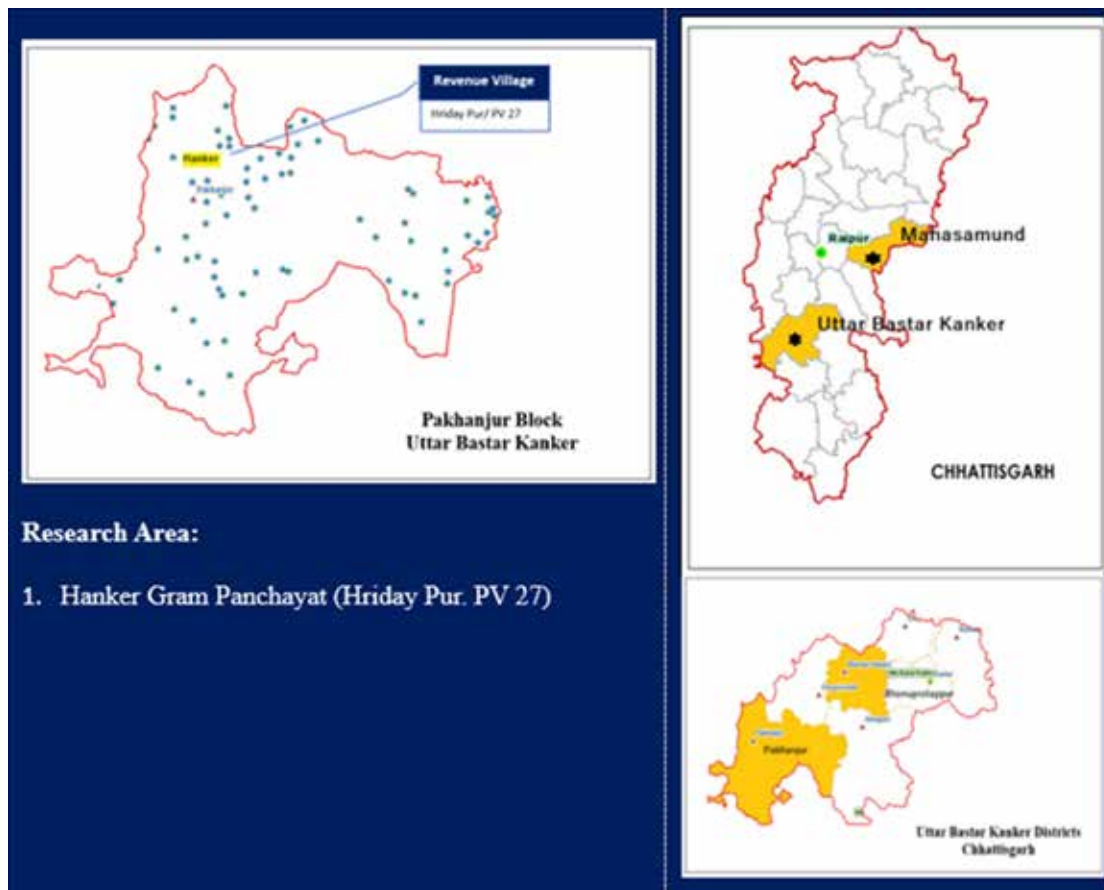 Revenue Village
Hriday Pur/ PV 27
Hanker
Pakhanjur Block
Uttar Bastar Kanker
Research Area:
1. Hanker Gram Panchayat (Hriday Pur. PV 27)
Raipur
Mahasamund
Uttar Bastar Kanker
CHHATTISGARH
Pakhanjur
Uttar Bastar Kanker Districts
Chhattisgarh